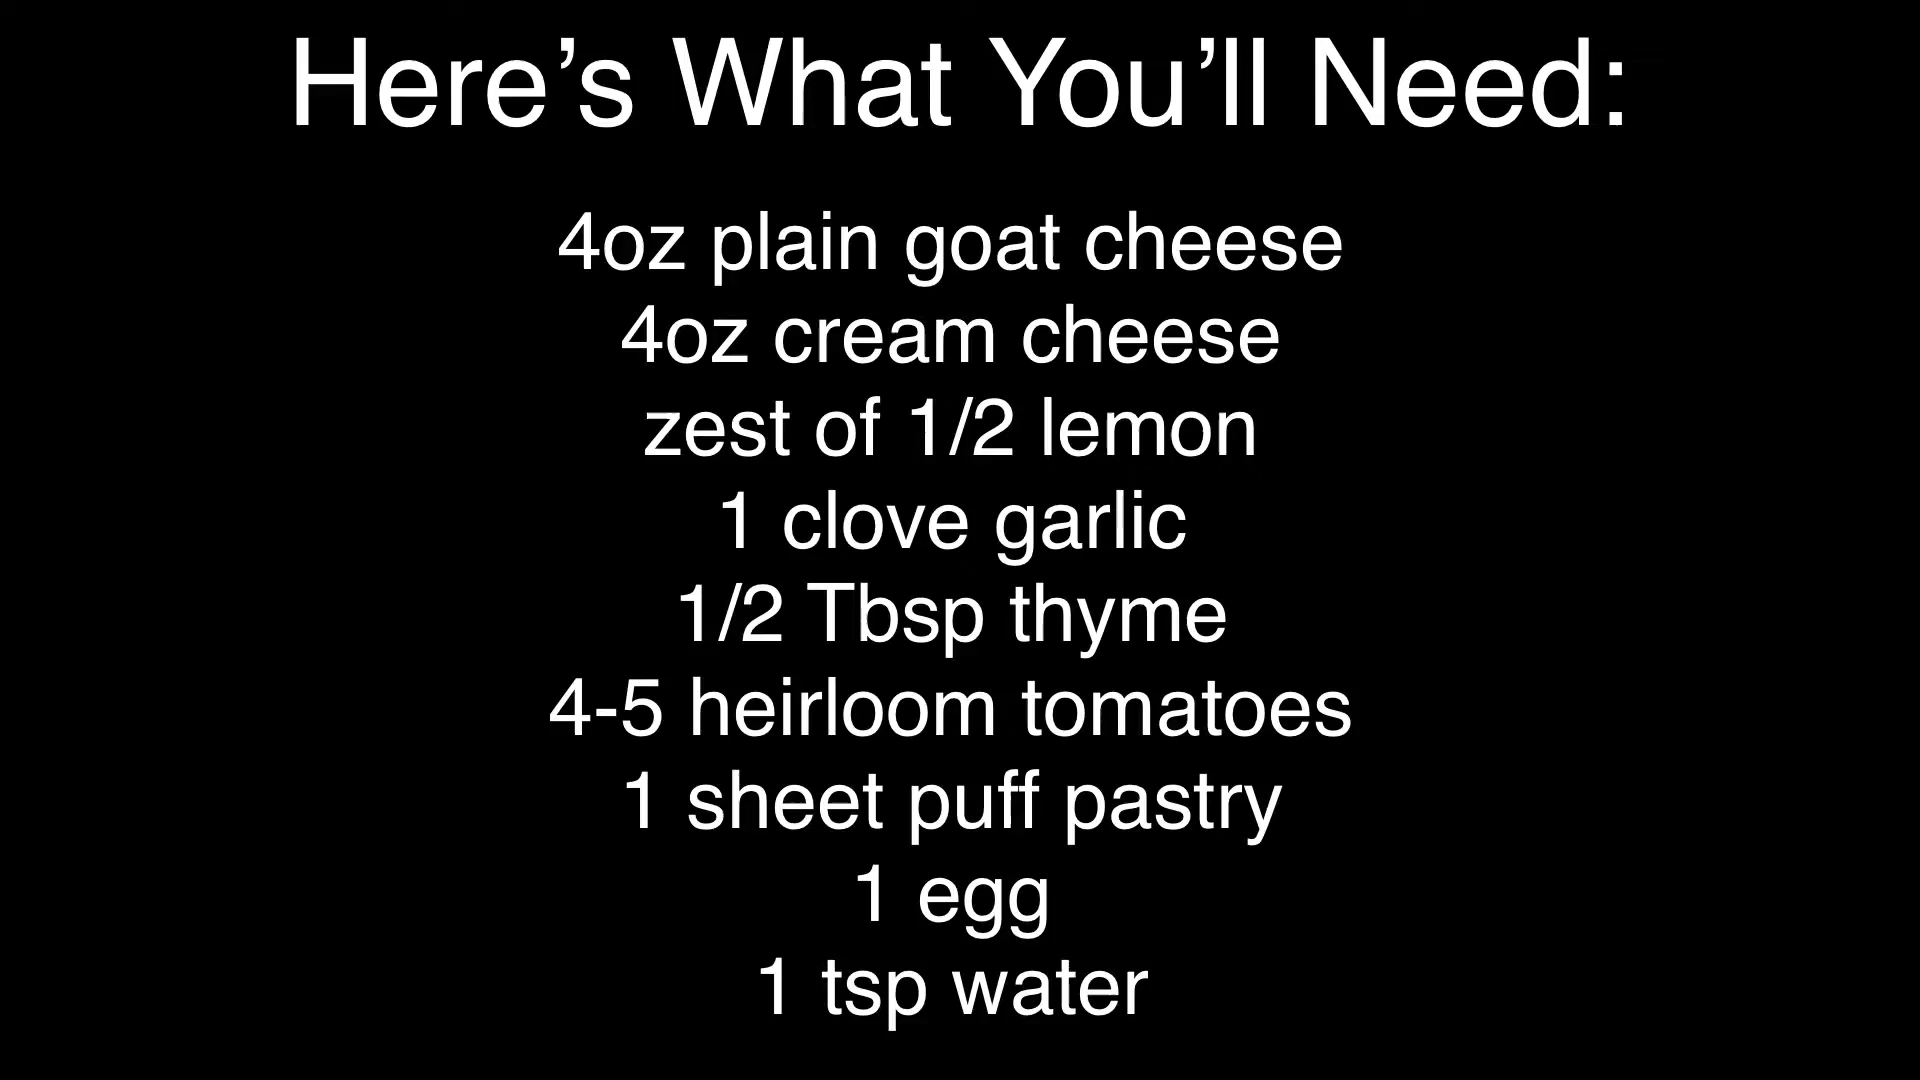 Here’s What You’ll Need:
4oz plain goat cheese
4oz cream cheese
zest of 1/2 lemon
1 clove garlic
1/2 Tbsp thyme
4-5 heirloom tomatoes
1 sheet puff pastry
1 egg
1 tsp water